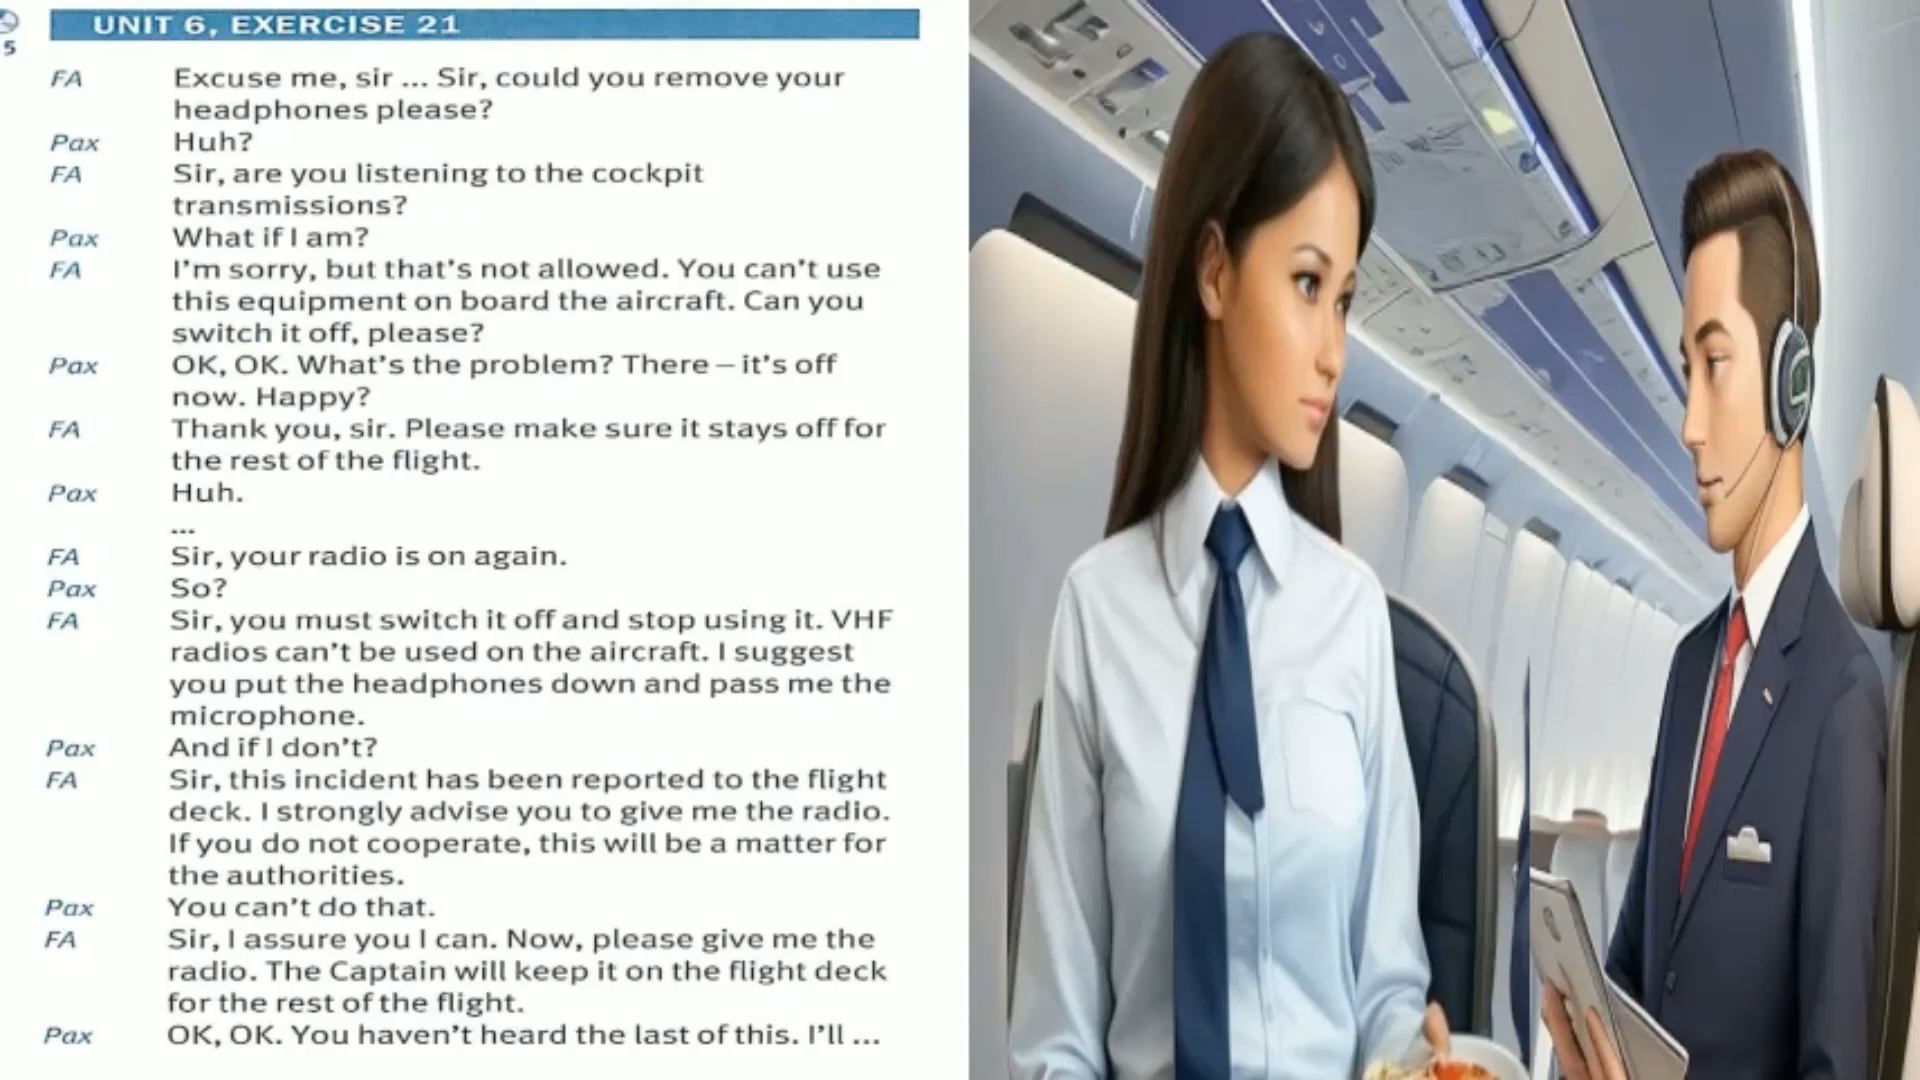 UNIT 6, EXERCISE 21
5
FA Excuse me, sir ... Sir, could you remove your
headphones please?
Pax Huh?
FA Sir, are you listening to the cockpit
transmissions?
Pax What if I am?
FA I'm sorry, but that's not allowed. You can't use
this equipment on board the aircraft. Can you
switch it off, please?
Pax OK, OK. What's the problem? There – it's off
now. Happy?
FA Thank you, sir. Please make sure it stays off for
the rest of the flight.
Pax Huh.
...
FA Sir, your radio is on again.
Pax So?
FA Sir, you must switch it off and stop using it. VHF
radios can't be used on the aircraft. I suggest
you put the headphones down and pass me the
microphone.
Pax And if I don't?
FA Sir, this incident has been reported to the flight
deck. I strongly advise you to give me the radio.
If you do not cooperate, this will be a matter for
the authorities.
Pax You can't do that.
FA Sir, I assure you I can. Now, please give me the
radio. The Captain will keep it on the flight deck
for the rest of the flight.
Pax OK, OK. You haven't heard the last of this. I'll ...